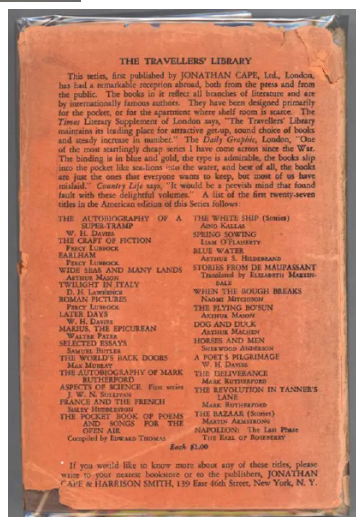 THE TRAVELLERS' LIBRARY
This series, first published by JONATHAN CAPE, Ltd., London,
has had a remarkable reception abroad, both from the press and from
the public. The books in it reflect all branches of literature and are
by internationally famous authors. They have been designed primarily
for the pocket, or for the apartment where shelf room is scarce. The
Times Literary Supplement of London says, "The Travellers' Library
maintains its leading place for attractive get-up, sound choice of books
and steady increase in number." The Daily Graphic, London, "One
of the most startlingly cheap series I have come across since the War.
The binding is in blue and gold, the type is admirable, the books slip
into the pocket like sea-lions into the water, and best of all, the books
are just the ones that everyone wants to keep, but most of us have
mislaid." Country Life says, "It would be a peevish mind that found
fault with these delightful volumes." A list of the first twenty-seven
titles in the American edition of this Series follows:
THE AUTOBIOGRAPHY OF A
SUPER-TRAMP
W. H. DAVIES
THE CRAFT OF FICTION
PERCY LUBBOCK
EARLHAM
PERCY LUBBOCK
WIDE SEAS AND MANY LANDS
ARTHUR MASON
TWILIGHT IN ITALY
D. H. LAWRENCE
ROMAN PICTURES
PERCY LUBBOCK
LATER DAYS
W. H. DAVIES
MARIUS, THE EPICUREAN
WALTER PATER
SELECTED ESSAYS
SAMUEL BUTLER
THE WORLD'S BACK DOORS
MAX MURRAY
THE AUTOBIOGRAPHY OF MARK
RUTHERFORD
ASPECTS OF SCIENCE. First series
J. W. N. SULLIVAN
FRANCE AND THE FRENCH
SISLEY HUDDLESTON
THE POCKET BOOK OF POEMS
AND SONGS FOR THE
OPEN AIR
Compiled by EDWARD THOMAS
THE WHITE SHIP (Stories)
AINO KALLAS
SPRING SOWING
LIAM O'FLAHERTY
BLUE WATER
ARTHUR S. HILDEBRAND
STORIES FROM DE MAUPASSANT
Translated by ELIZABETH MARTIN-
DALE
WHEN THE BOUGH BREAKS
NAOMI MITCHISON
THE FLYING BO'SUN
ARTHUR MASON
DOG AND DUCK
ARTHUR MACHEN
HORSES AND MEN
SHERWOOD ANDERSON
A POET'S PILGRIMAGE
W. H. DAVIES
THE DELIVERANCE
MARK RUTHERFORD
THE REVOLUTION IN TANNER'S
LANE
MARK RUTHERFORD
THE BAZAAR (Stories)
MARTIN ARMSTRONG
NAPOLEON: The Last Phase
THE EARL OF ROSEBERY
Each $1.00
If you would like to know more about any of these titles, please
write to your nearest bookstore or to the publishers, JONATHAN
CAPE & HARRISON SMITH, 139 East 46th Street, New York, N. Y.